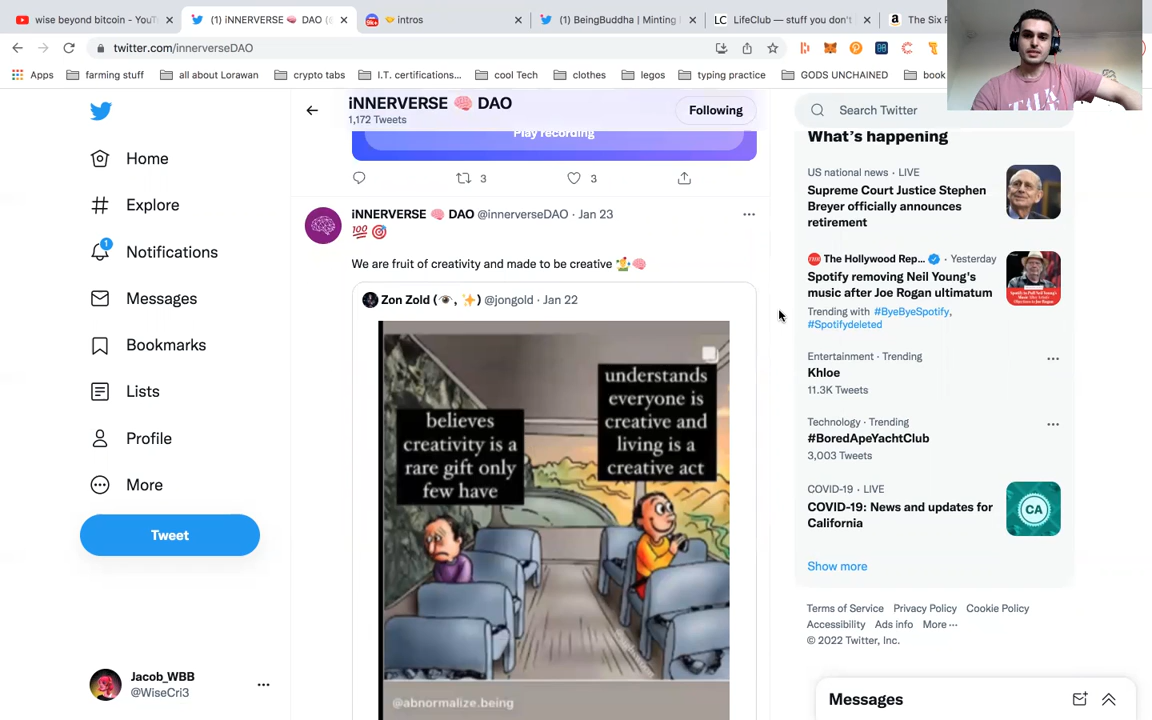 wise beyond bitcoin - YouT
(1) iNNERVERSE 🧠 DAO (
9k+
intros
(1) BeingBuddha | Minting
LC
LifeClub — stuff you don't
The Six P
twitter.com/innerverseDAO
Apps
farming stuff
all about Lorawan
crypto tabs
I.T. certifications...
cool Tech
clothes
legos
typing practice
GODS UNCHAINED
book
Home
Explore
1
Notifications
Messages
Bookmarks
Lists
Profile
More
Tweet
Jacob_WBB
@WiseCri3
iNNERVERSE 🧠 DAO
1,172 Tweets
Following
Play recording
3
3
iNNERVERSE 🧠 DAO @innerverseDAO · Jan 23
💯 🎯
We are fruit of creativity and made to be creative 🧑‍🎨🧠
Zon Zold (👁, ✨) @jongold · Jan 22
believes
creativity is a
rare gift only
few have
understands
everyone is
creative and
living is a
creative act
@abnormalize.being
Search Twitter
What's happening
US national news · LIVE
Supreme Court Justice Stephen
Breyer officially announces
retirement
The Hollywood Rep... · Yesterday
Spotify removing Neil Young's
music after Joe Rogan ultimatum
Trending with #ByeByeSpotify,
#Spotifydeleted
Entertainment · Trending
Khloe
11.3K Tweets
Technology · Trending
#BoredApeYachtClub
3,003 Tweets
COVID-19 · LIVE
COVID-19: News and updates for
California
CA
Show more
Terms of Service Privacy Policy Cookie Policy
Accessibility Ads info More ···
© 2022 Twitter, Inc.
Messages